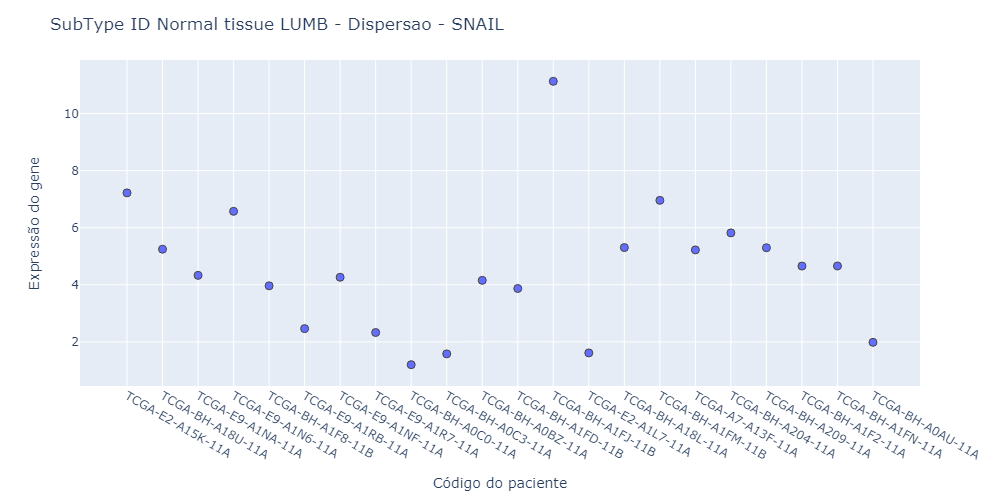 SubType ID Normal tissue LUMB - Dispersao - SNAIL
Expressão do gene
10
8
6
4
2
TCGA-E2-A15K-11A
TCGA-BH-A18U-11A
TCGA-E9-A1NA-11A
TCGA-E9-A1N6-11A
TCGA-BH-A1F8-11B
TCGA-E9-A1RB-11A
TCGA-E9-A1NF-11A
TCGA-E9-A1R7-11A
TCGA-BH-A0C0-11A
TCGA-BH-A0C3-11A
TCGA-BH-A0BZ-11A
TCGA-BH-A1FD-11B
TCGA-BH-A1FJ-11B
TCGA-E2-A1L7-11A
TCGA-BH-A18L-11A
TCGA-BH-A1FM-11B
TCGA-A7-A13F-11A
TCGA-BH-A204-11A
TCGA-BH-A209-11A
TCGA-BH-A1F2-11A
TCGA-BH-A1FN-11A
TCGA-BH-A0AU-11A
Código do paciente